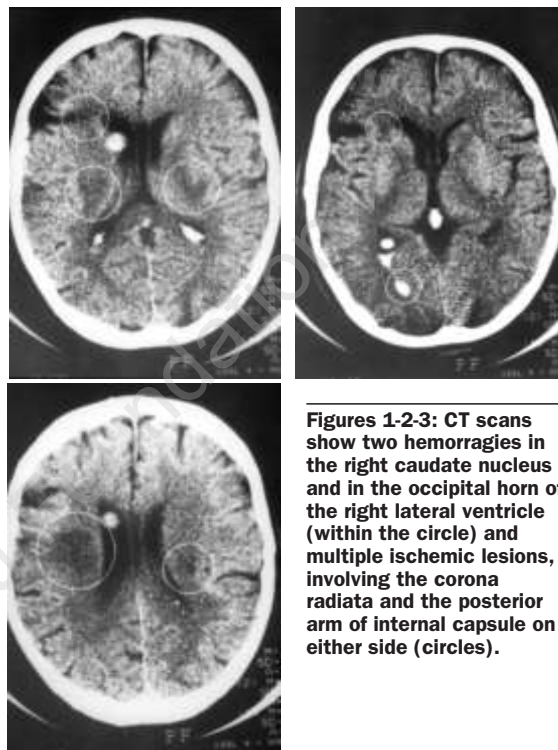 Figures 1-2-3: CT scans
show two hemorragies in
the right caudate nucleus
and in the occipital horn of
the right lateral ventricle
(within the circle) and
multiple ischemic lesions,
involving the corona
radiata and the posterior
arm of internal capsule on
either side (circles).